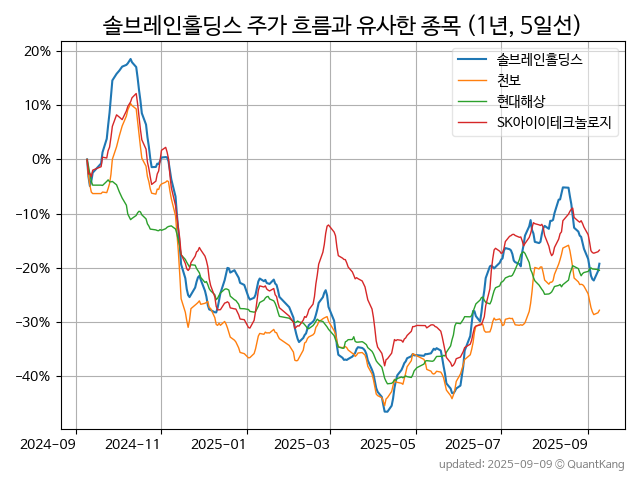 솔브레인홀딩스 주가 흐름과 유사한 종목 (1년, 5일선)
솔브레인홀딩스
천보
현대해상
SK아이이테크놀로지
20%
10%
0%
−10%
−20%
−30%
−40%
2024-09 2024-11 2025-01 2025-03 2025-05 2025-07 2025-09
updated: 2025-09-09 © QuantKang